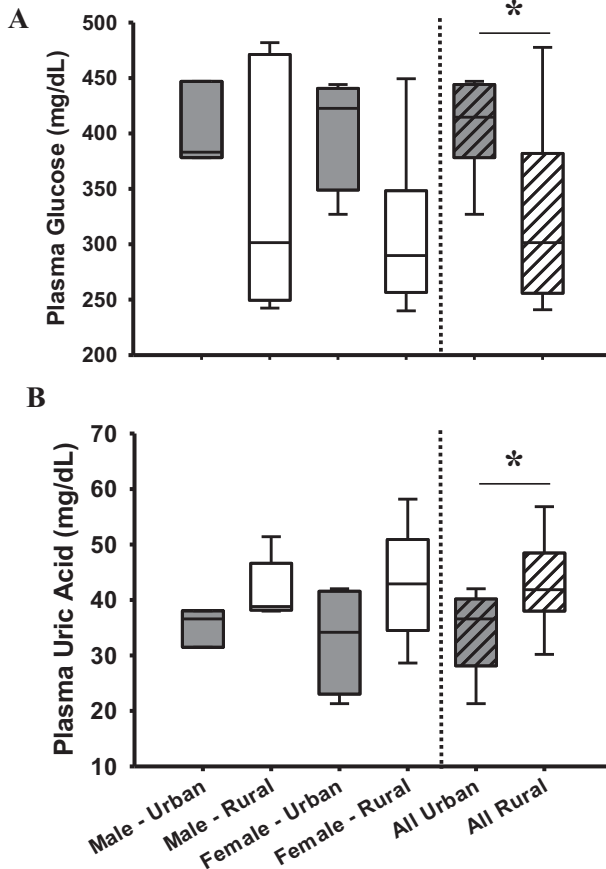 A
*
Plasma Glucose (mg/dL)
500
450
400
350
300
250
200
B
*
Plasma Uric Acid (mg/dL)
70
60
50
40
30
20
10
Male - Urban
Male - Rural
Female - Urban
Female - Rural
All Urban
All Rural